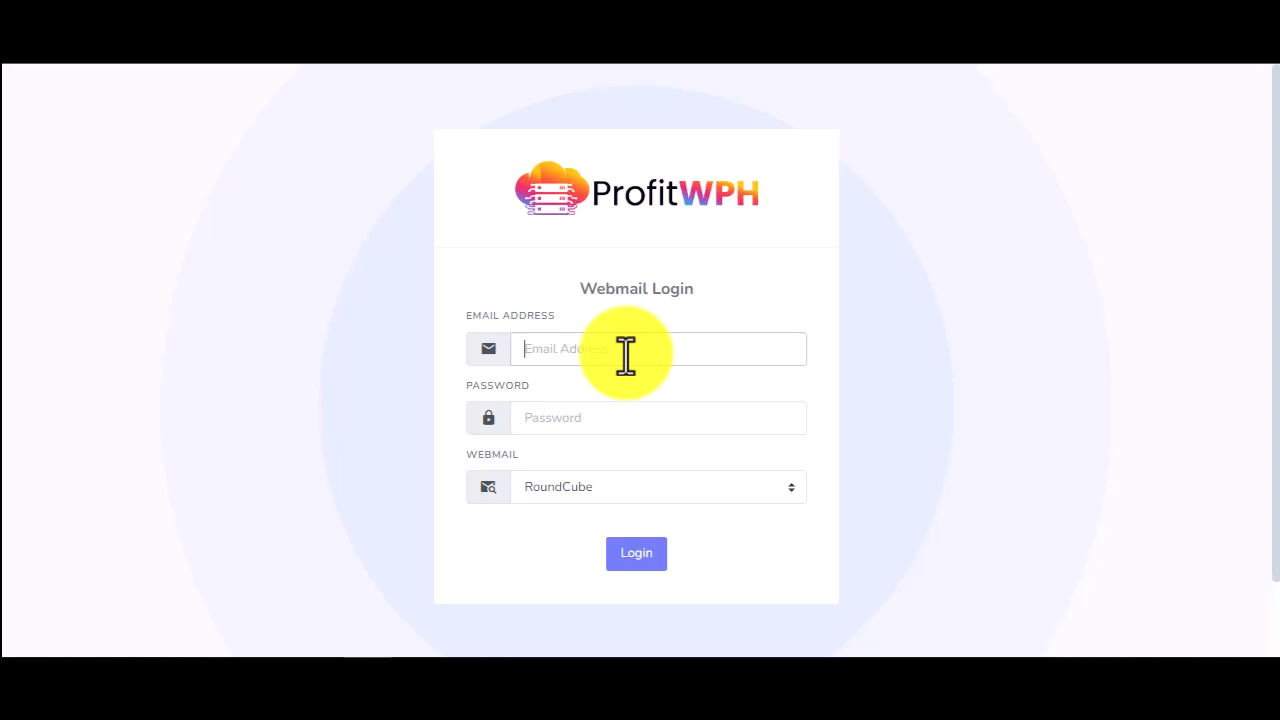 ProfitWPH
Webmail Login
EMAIL ADDRESS
Email Address
PASSWORD
Password
WEBMAIL
RoundCube
Login